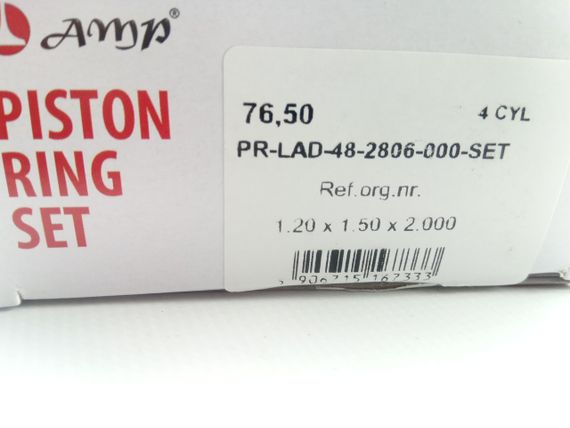 AMP®
PISTON
RING
SET
76,50 4 CYL
PR-LAD-48-2806-000-SET
Ref.org.nr.
1.20 x 1.50 x 2.000